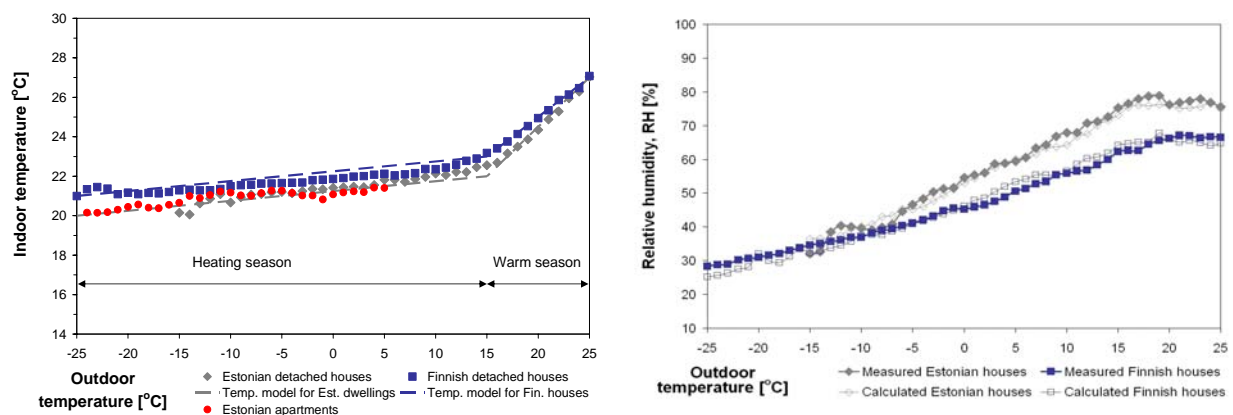 30
28
26
24
22
20
18
16
14
Indoor temperature [°C]
Heating season
Warm season
-25 -20 -15 -10 -5 0 5 10 15 20 25
Outdoor
temperature [°C]
Estonian detached houses
Finnish detached houses
Temp. model for Est. dwellings
Temp. model for Fin. houses
Estonian apartments
100
90
80
70
60
50
40
30
20
10
Relative humidity, RH [%]
-25 -20 -15 -10 -5 0 5 10 15 20 25
Outdoor
temperature [°C]
Measured Estonian houses
Measured Finnish houses
Calculated Estonian houses
Calculated Finnish houses